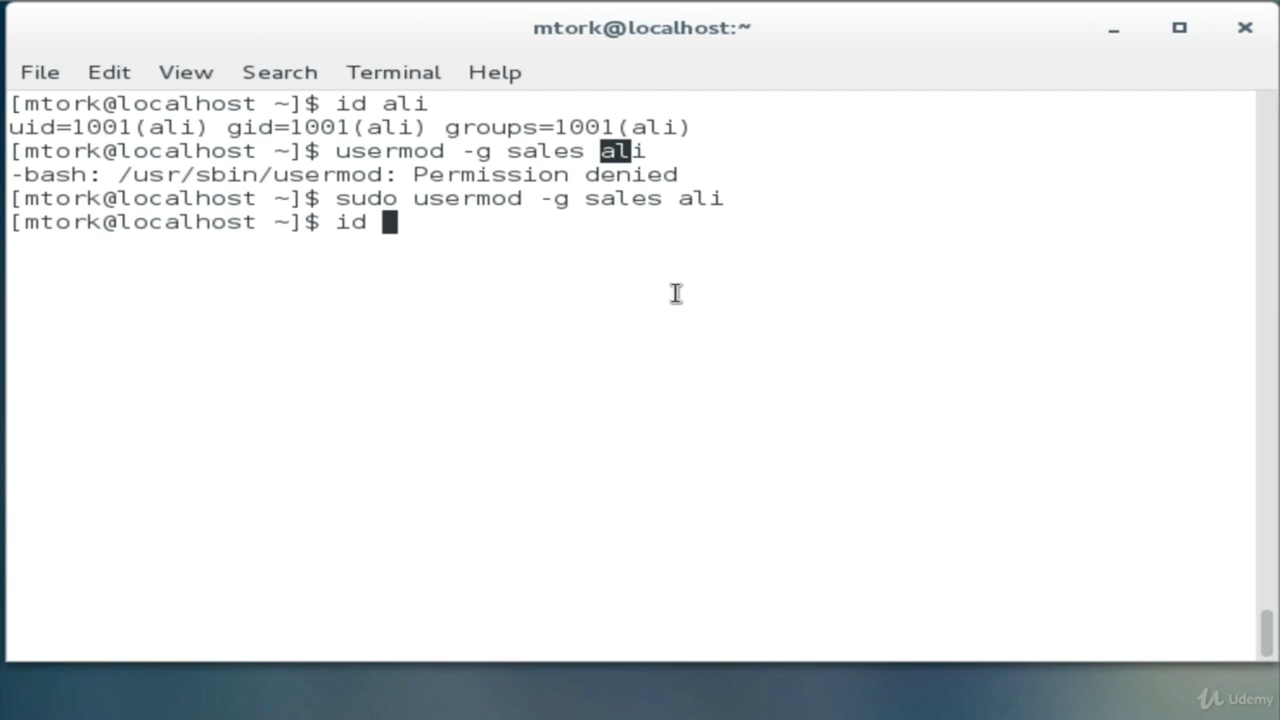 mtork@localhost:~
File Edit View Search Terminal Help
[mtork@localhost ~]$ id ali
uid=1001(ali) gid=1001(ali) groups=1001(ali)
[mtork@localhost ~]$ usermod -g sales ali
-bash: /usr/sbin/usermod: Permission denied
[mtork@localhost ~]$ sudo usermod -g sales ali
[mtork@localhost ~]$ id
Udemy